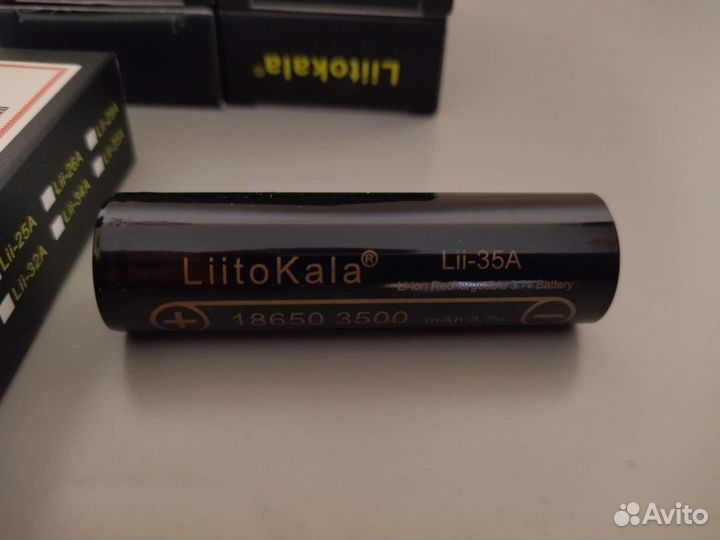 Liitokala®
Lii-25A
Lii-26A
Lii-32A
Lii-34A
LiitoKala® Lii-35A
Li-ion Rechargeable 3.7v Battery
+ 18650 3500 mAh 3.7v −
Avito